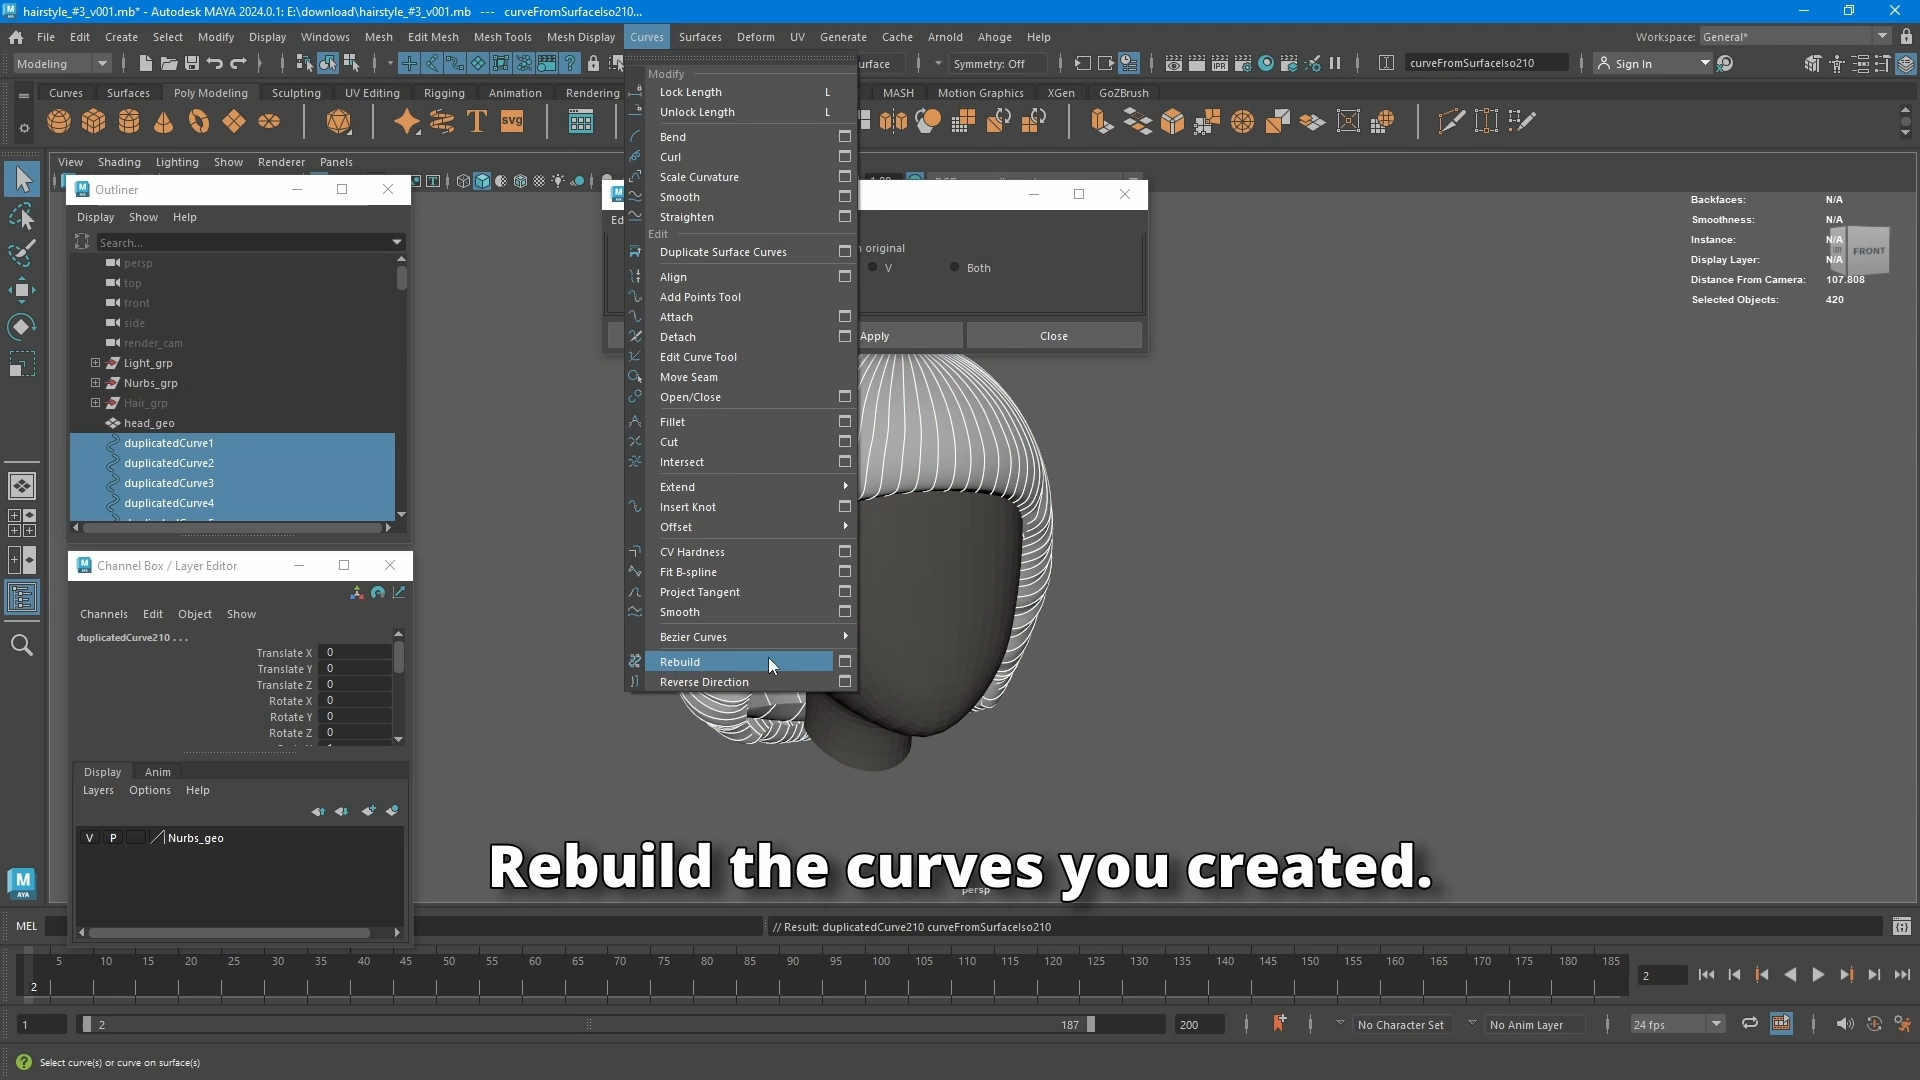 hairstyle_#3_v001.mb* - Autodesk MAYA 2024.0.1: E:\download\hairstyle_#3_v001.mb --- curveFromSurfaceIso210...
File Edit Create Select Modify Display Windows Mesh Edit Mesh Mesh Tools Mesh Display Curves Surfaces Deform UV Generate Cache Arnold Ahoge Help
Workspace: General*
Modeling
urface
Symmetry: Off
curveFromSurfaceIso210
Sign In
Curves Surfaces Poly Modeling Sculpting UV Editing Rigging Animation Rendering MASH Motion Graphics XGen GoZBrush
View Shading Lighting Show Renderer Panels
Outliner
Display Show Help
Search...
persp
top
front
side
render_cam
Light_grp
Nurbs_grp
Hair_grp
head_geo
duplicatedCurve1
duplicatedCurve2
duplicatedCurve3
duplicatedCurve4
Channel Box / Layer Editor
Channels Edit Object Show
duplicatedCurve210 . . .
Translate X 0
Translate Y 0
Translate Z 0
Rotate X 0
Rotate Y 0
Rotate Z 0
Display Anim
Layers Options Help
V P Nurbs_geo
Modify
Lock Length L
Unlock Length L
Bend
Curl
Scale Curvature
Smooth
Straighten
Edit
Duplicate Surface Curves
Align
Add Points Tool
Attach
Detach
Edit Curve Tool
Move Seam
Open/Close
Fillet
Cut
Intersect
Extend
Insert Knot
Offset
CV Hardness
Fit B-spline
Project Tangent
Smooth
Bezier Curves
Rebuild
Reverse Direction
Ed
original
V Both
Apply Close
Backfaces: N/A
Smoothness: N/A
Instance: N/A
Display Layer: N/A
Distance From Camera: 107.808
Selected Objects: 420
FRONT
Rebuild the curves you created.
persp
MEL
// Result: duplicatedCurve210 curveFromSurfaceIso210
5 10 15 20 25 30 35 40 45 50 55 60 65 70 75 80 85 90 95 100 105 110 115 120 125 130 135 140 145 150 155 160 165 170 175 180 185
2
2
1 2 187 200 No Character Set No Anim Layer 24 fps
Select curve(s) or curve on surface(s)